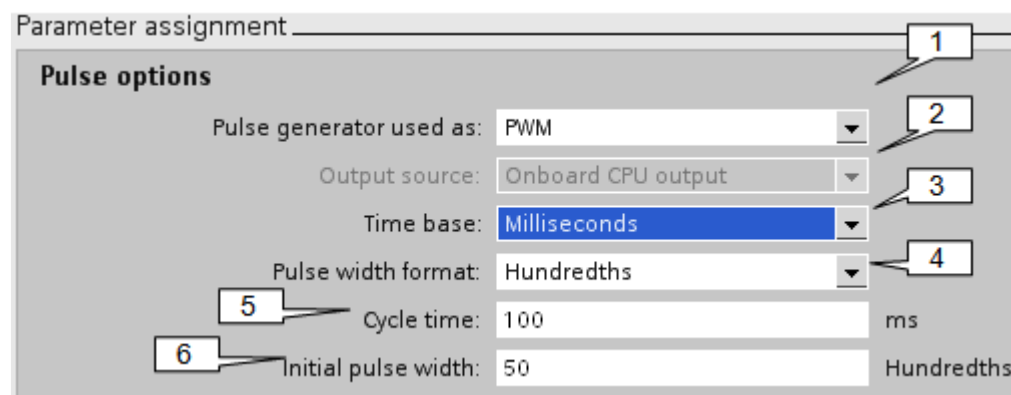 Parameter assignment
1
Pulse options
Pulse generator used as: PWM
2
Output source: Onboard CPU output
3
Time base: Milliseconds
4
Pulse width format: Hundredths
5
Cycle time: 100 ms
6
Initial pulse width: 50 Hundredths